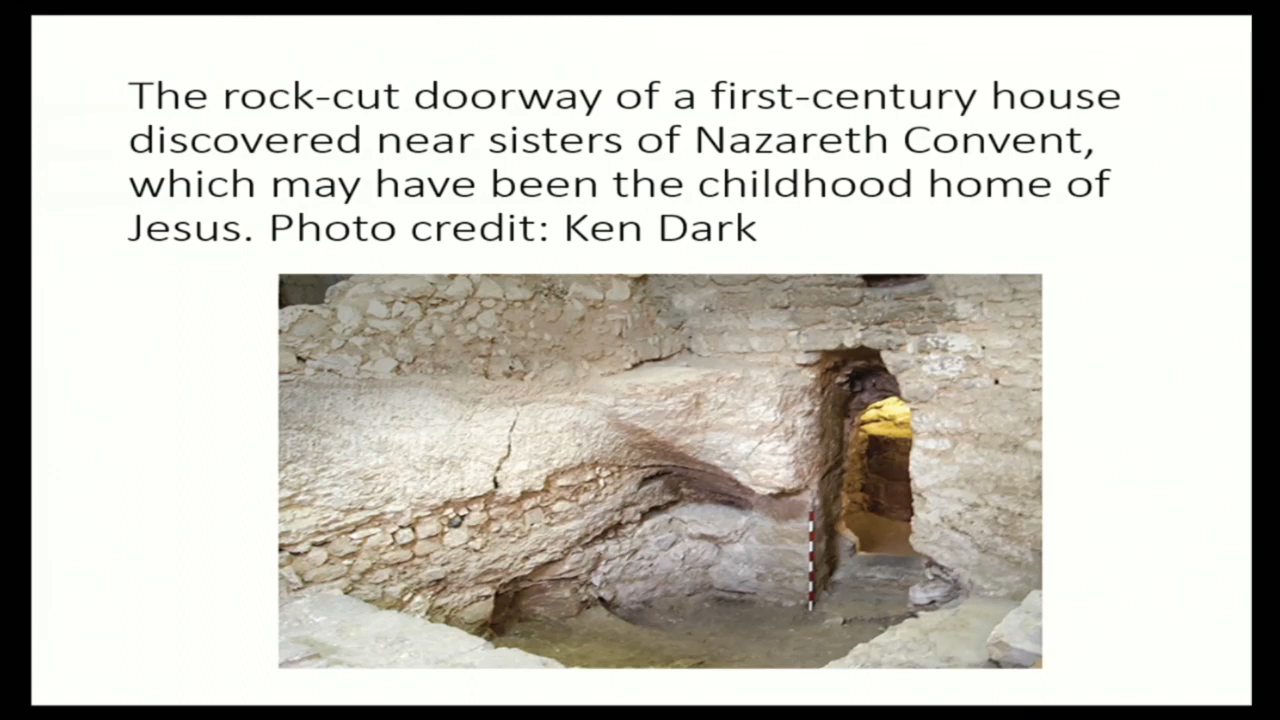 The rock-cut doorway of a first-century house
discovered near sisters of Nazareth Convent,
which may have been the childhood home of
Jesus. Photo credit: Ken Dark